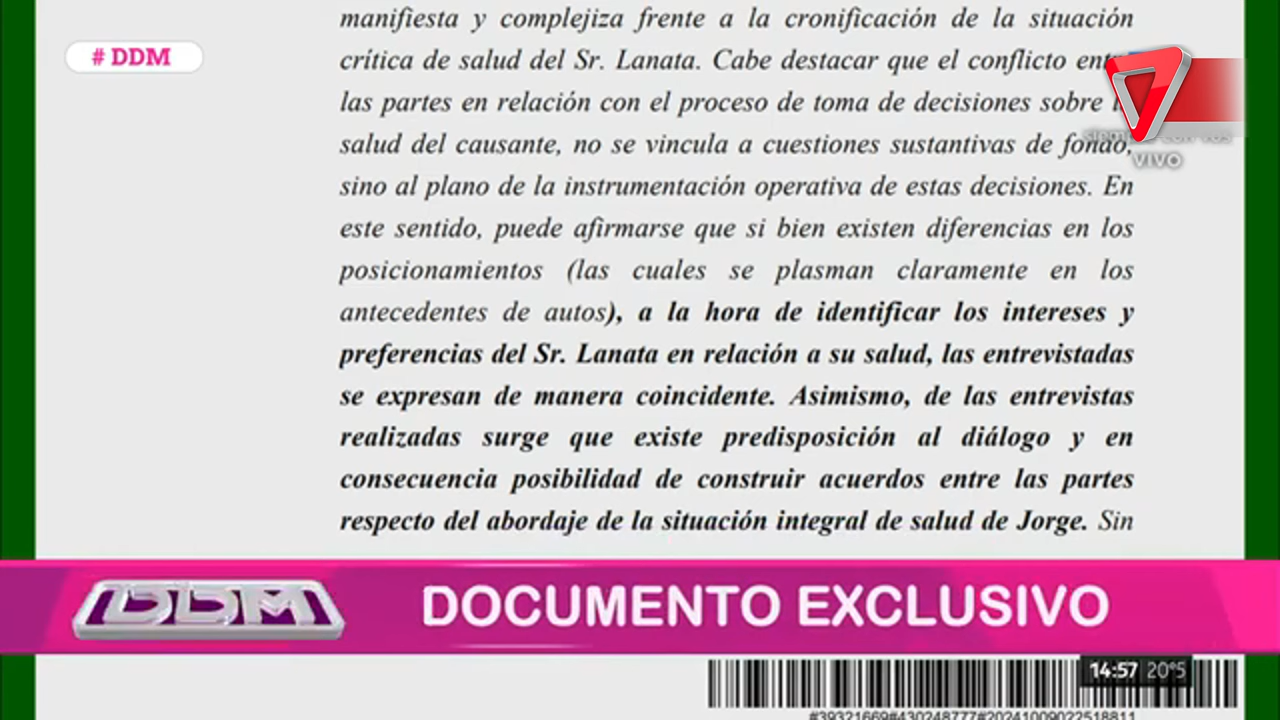 manifiesta y complejiza frente a la cronificación de la situación
# DDM
crítica de salud del Sr. Lanata. Cabe destacar que el conflicto
las partes en relación con el proceso de toma de decisiones sobre
salud del causante, no se vincula a cuestiones sustantivas de fondo,
VIVO
sino al plano de la instrumentación operativa de estas decisiones. En
este sentido, puede afirmarse que si bien existen diferencias en los
posicionamientos (las cuales se plasman claramente en los
antecedentes de autos), a la hora de identificar los intereses y
preferencias del Sr. Lanata en relación a su salud, las entrevistadas
se expresan de manera coincidente. Asimismo, de las entrevistas
realizadas surge que existe predisposición al diálogo y en
consecuencia posibilidad de construir acuerdos entre las partes
respecto del abordaje de la situación integral de salud de Jorge. Sin
DDM
DOCUMENTO EXCLUSIVO
14:57 20°5
#39321669#430248777#20241009022518811